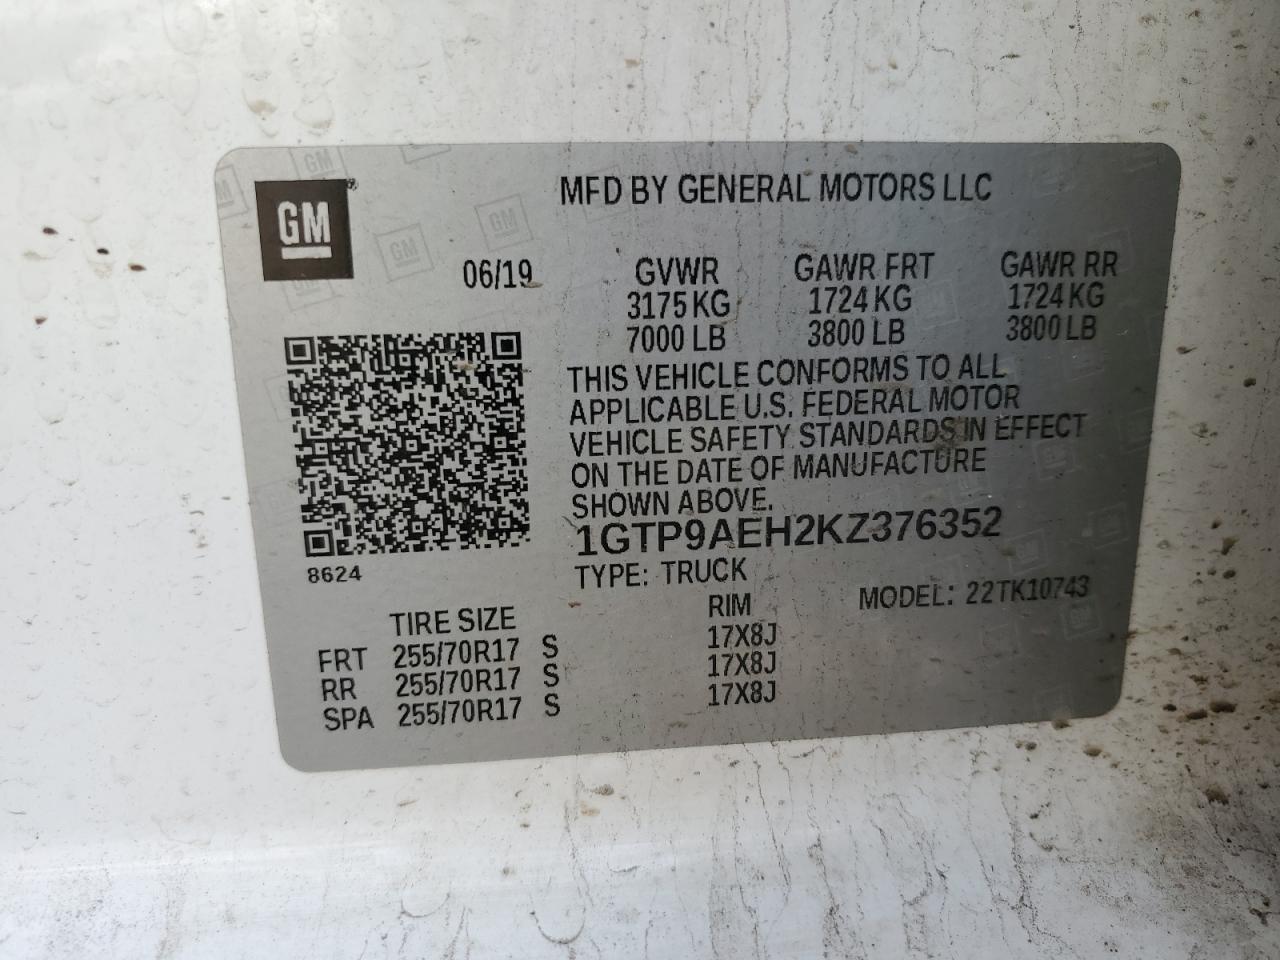 GM
MFD BY GENERAL MOTORS LLC
06/19 GVWR GAWR FRT GAWR RR
3175 KG 1724 KG 1724 KG
7000 LB 3800 LB 3800 LB
THIS VEHICLE CONFORMS TO ALL
APPLICABLE U.S. FEDERAL MOTOR
VEHICLE SAFETY STANDARDS IN EFFECT
ON THE DATE OF MANUFACTURE
SHOWN ABOVE.
1GTP9AEH2KZ376352
8624
TYPE: TRUCK
MODEL: 22TK10743
TIRE SIZE RIM
FRT 255/70R17 S 17X8J
RR 255/70R17 S 17X8J
SPA 255/70R17 S 17X8J